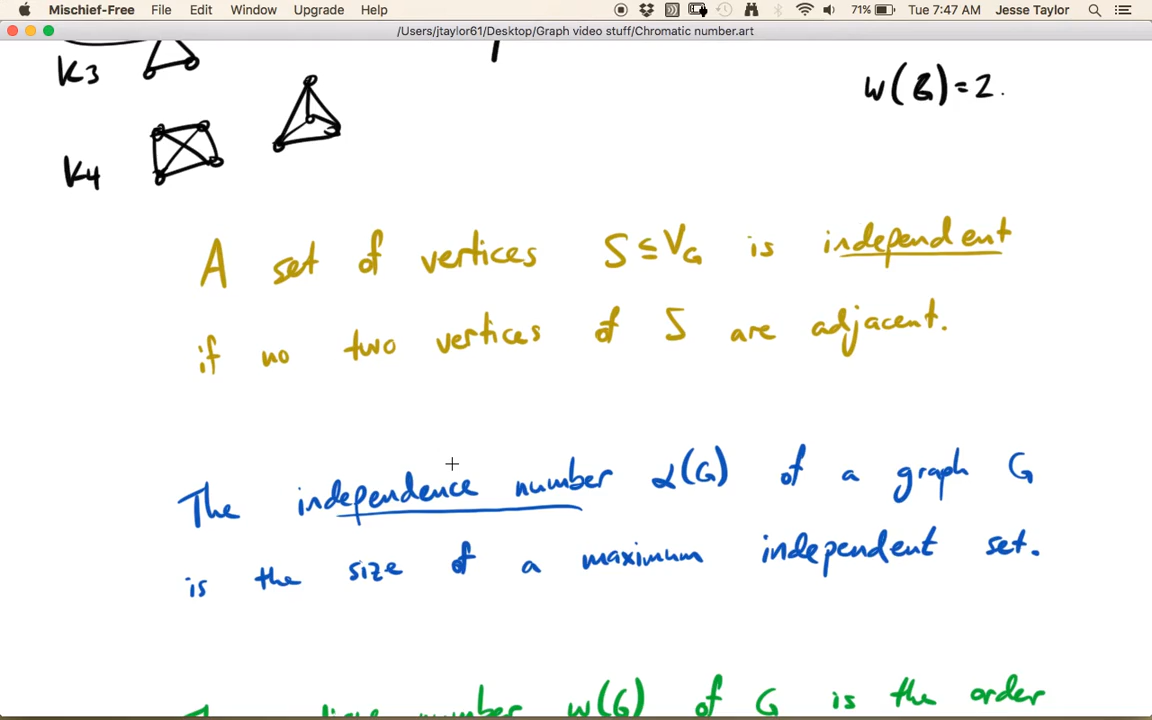 Mischief-Free File Edit View Window Upgrade Help 71% Tue 7:47 AM Jesse Taylor
/Users/jtaylor61/Desktop/Graph video stuff/Chromatic number.art
K3
W(G)=2.
K4
A set of vertices S⊆VG is independent
if no two vertices of S are adjacent.
The independence number α(G) of a graph G
is the size of a maximum independent set.
number W(G) of G is the order